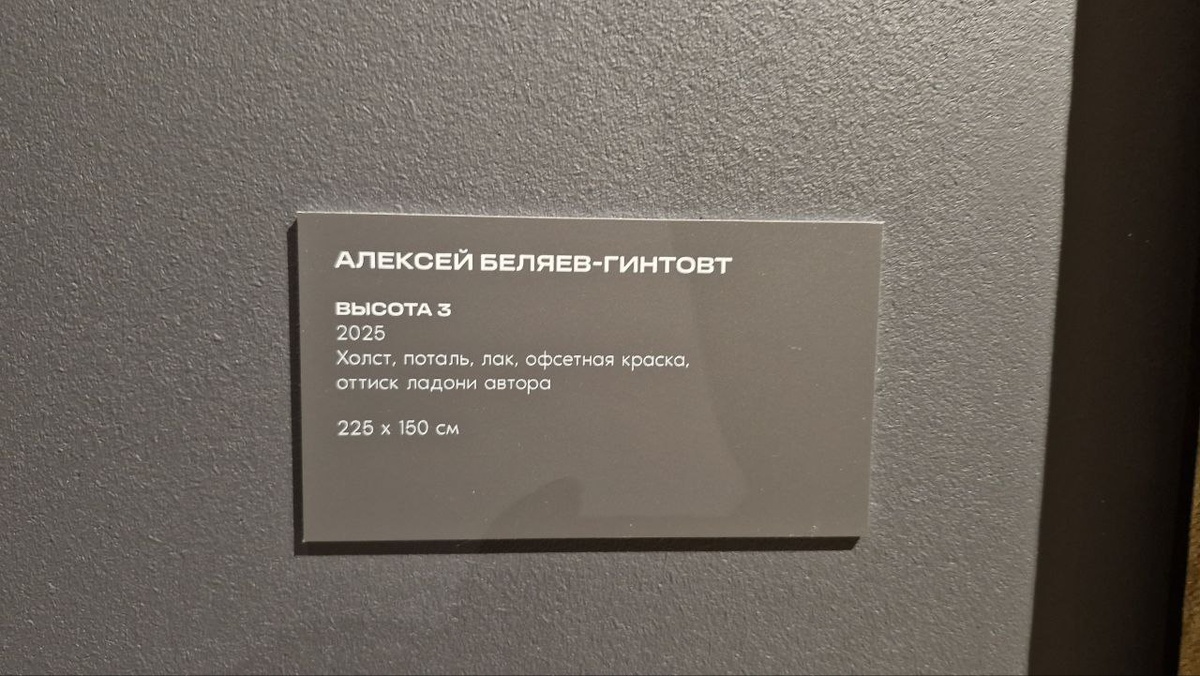 АЛЕКСЕЙ БЕЛЯЕВ-ГИНТОВТ
ВЫСОТА 3
2025
Холст, поталь, лак, офсетная краска,
оттиск ладони автора
225 x 150 см